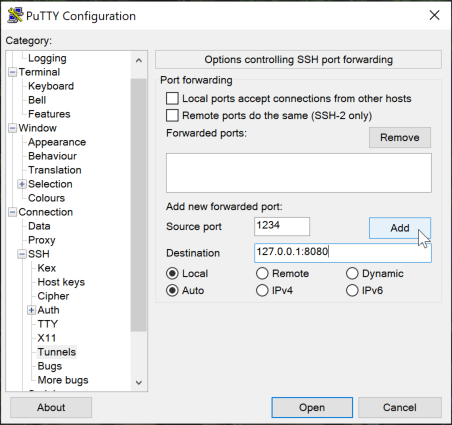 PuTTY Configuration
Category:
Logging
Terminal
Keyboard
Bell
Features
Window
Appearance
Behaviour
Translation
Selection
Colours
Connection
Data
Proxy
SSH
Kex
Host keys
Cipher
Auth
TTY
X11
Tunnels
Bugs
More bugs
Options controlling SSH port forwarding
Port forwarding
Local ports accept connections from other hosts
Remote ports do the same (SSH-2 only)
Forwarded ports: Remove
Add new forwarded port:
Source port 1234 Add
Destination 127.0.0.1:8080
Local Remote Dynamic
Auto IPv4 IPv6
About Open Cancel